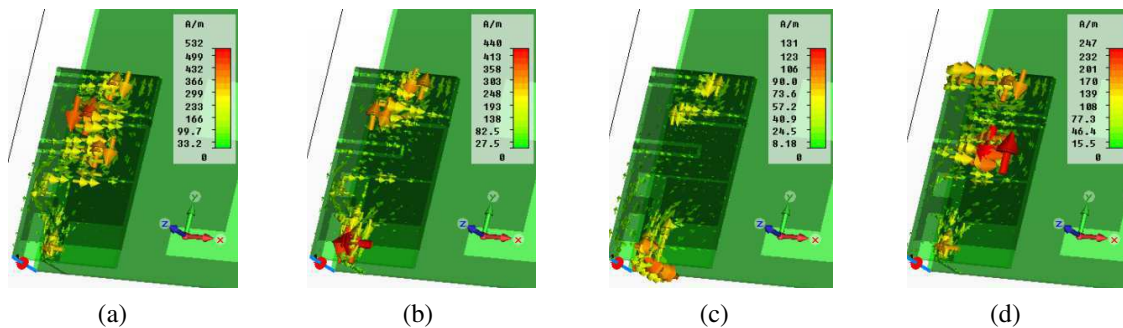 A/m
532
499
432
366
299
233
166
99.7
33.2
0
y
z
x
(a)
A/m
440
413
358
303
248
193
138
82.5
27.5
0
y
z
x
(b)
A/m
131
123
106
90.0
73.6
57.2
40.9
24.5
8.18
0
y
z
x
(c)
A/m
247
232
201
170
139
108
77.3
46.4
15.5
0
y
z
x
(d)